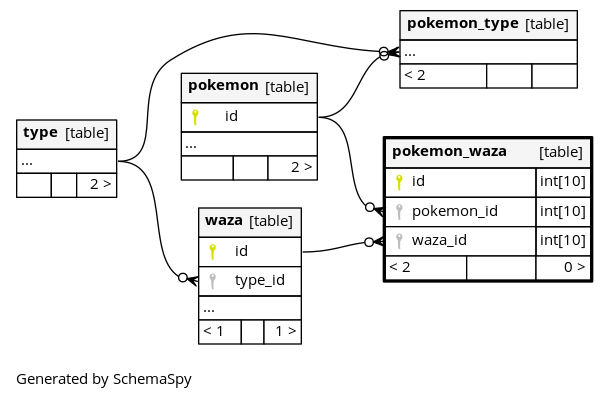 pokemon_type [table]
...
< 2
pokemon [table]
id
...
2 >
type [table]
...
2 >
pokemon_waza [table]
id int[10]
pokemon_id int[10]
waza_id int[10]
< 2 0 >
waza [table]
id
type_id
...
< 1 1 >
Generated by SchemaSpy